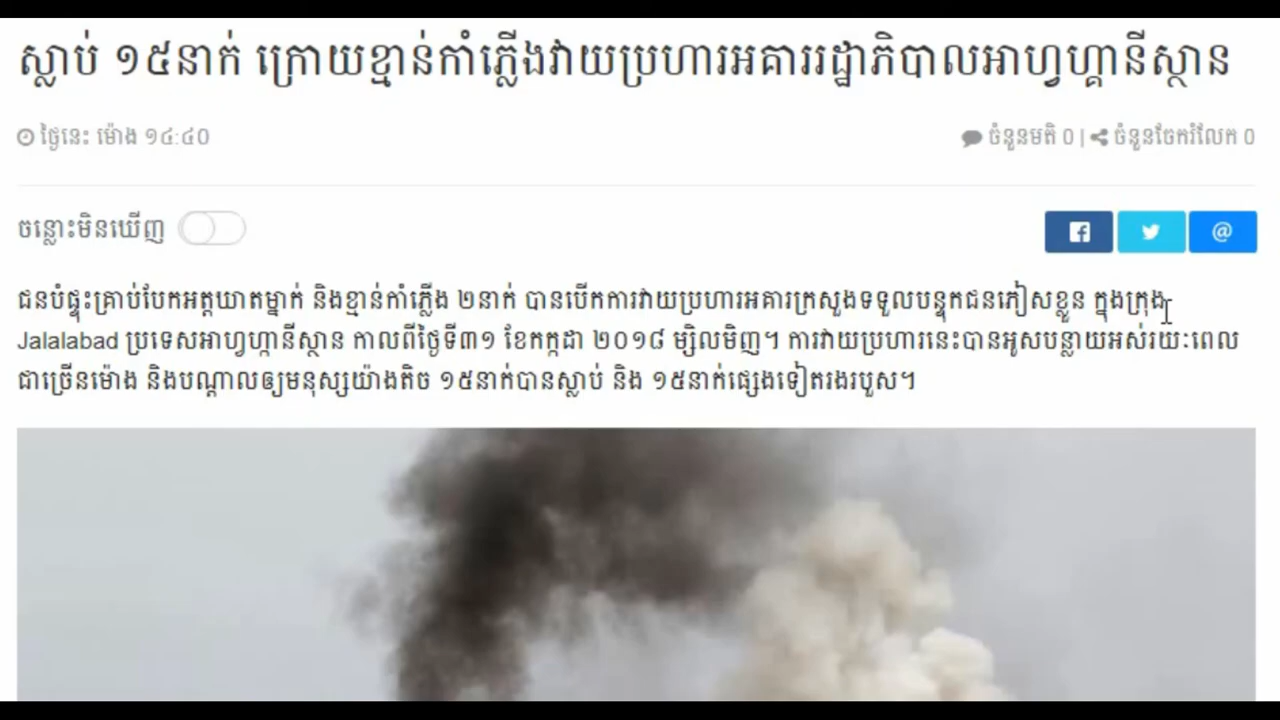 ស្លាប់ ១៥នាក់ ក្រោយខ្មាន់កាំភ្លើងវាយប្រហារអគាររដ្ឋាភិបាលអាហ្វហ្គានីស្ថាន
ថ្ងៃនេះ ម៉ោង ១៤:៤០
ចំនួនមតិ 0 | ចំនួនចែករំលែក 0
ចន្លោះមិនឃើញ
@
ជនបំផ្ទុះគ្រាប់បែកអត្តឃាតម្នាក់ និងខ្មាន់កាំភ្លើង ២នាក់ បានបើកការវាយប្រហារអគារក្រសួងទទួលបន្ទុកជនភៀសខ្លួន ក្នុងក្រុង
Jalalabad ប្រទេសអាហ្វហ្កានីស្ថាន កាលពីថ្ងៃទី៣១ ខែកក្កដា ២០១៨ ម្សិលមិញ។ ការវាយប្រហារនេះបានអូសបន្លាយអស់រយៈពេល
ជាច្រើនម៉ោង និងបណ្ដាលឲ្យមនុស្សយ៉ាងតិច ១៥នាក់បានស្លាប់ និង ១៥នាក់ផ្សេងទៀតរងរបួស។